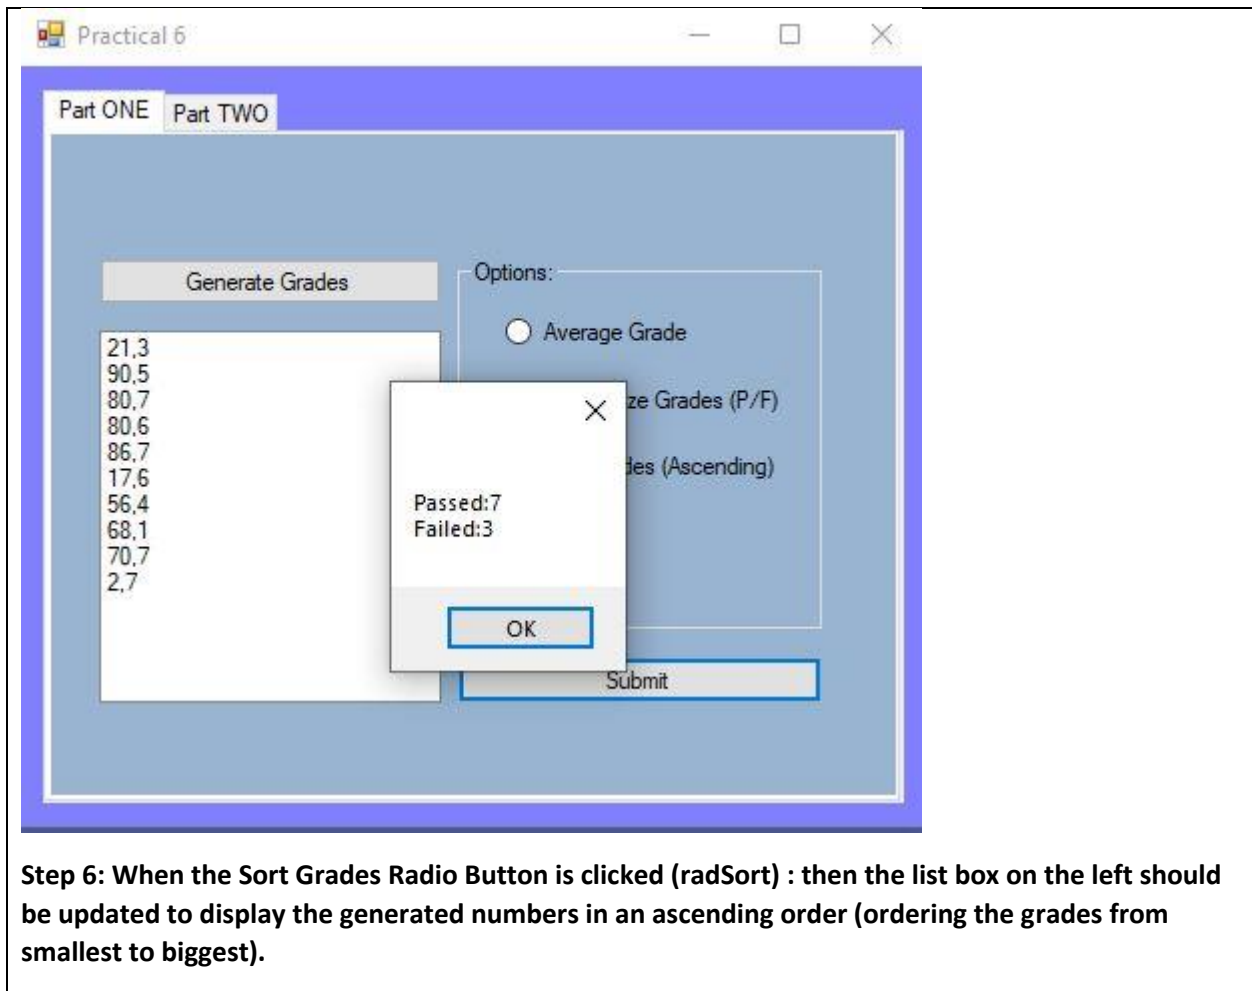 Practical 6
Part ONE Part TWO
Generate Grades
Options:
Average Grade
ze Grades (P/F)
des (Ascending)
21,3
90,5
80,7
80,6
86,7
17,6
56,4
68,1
70,7
2,7
Passed:7
Failed:3
OK
Submit
Step 6: When the Sort Grades Radio Button is clicked (radSort) : then the list box on the left should
be updated to display the generated numbers in an ascending order (ordering the grades from
smallest to biggest).